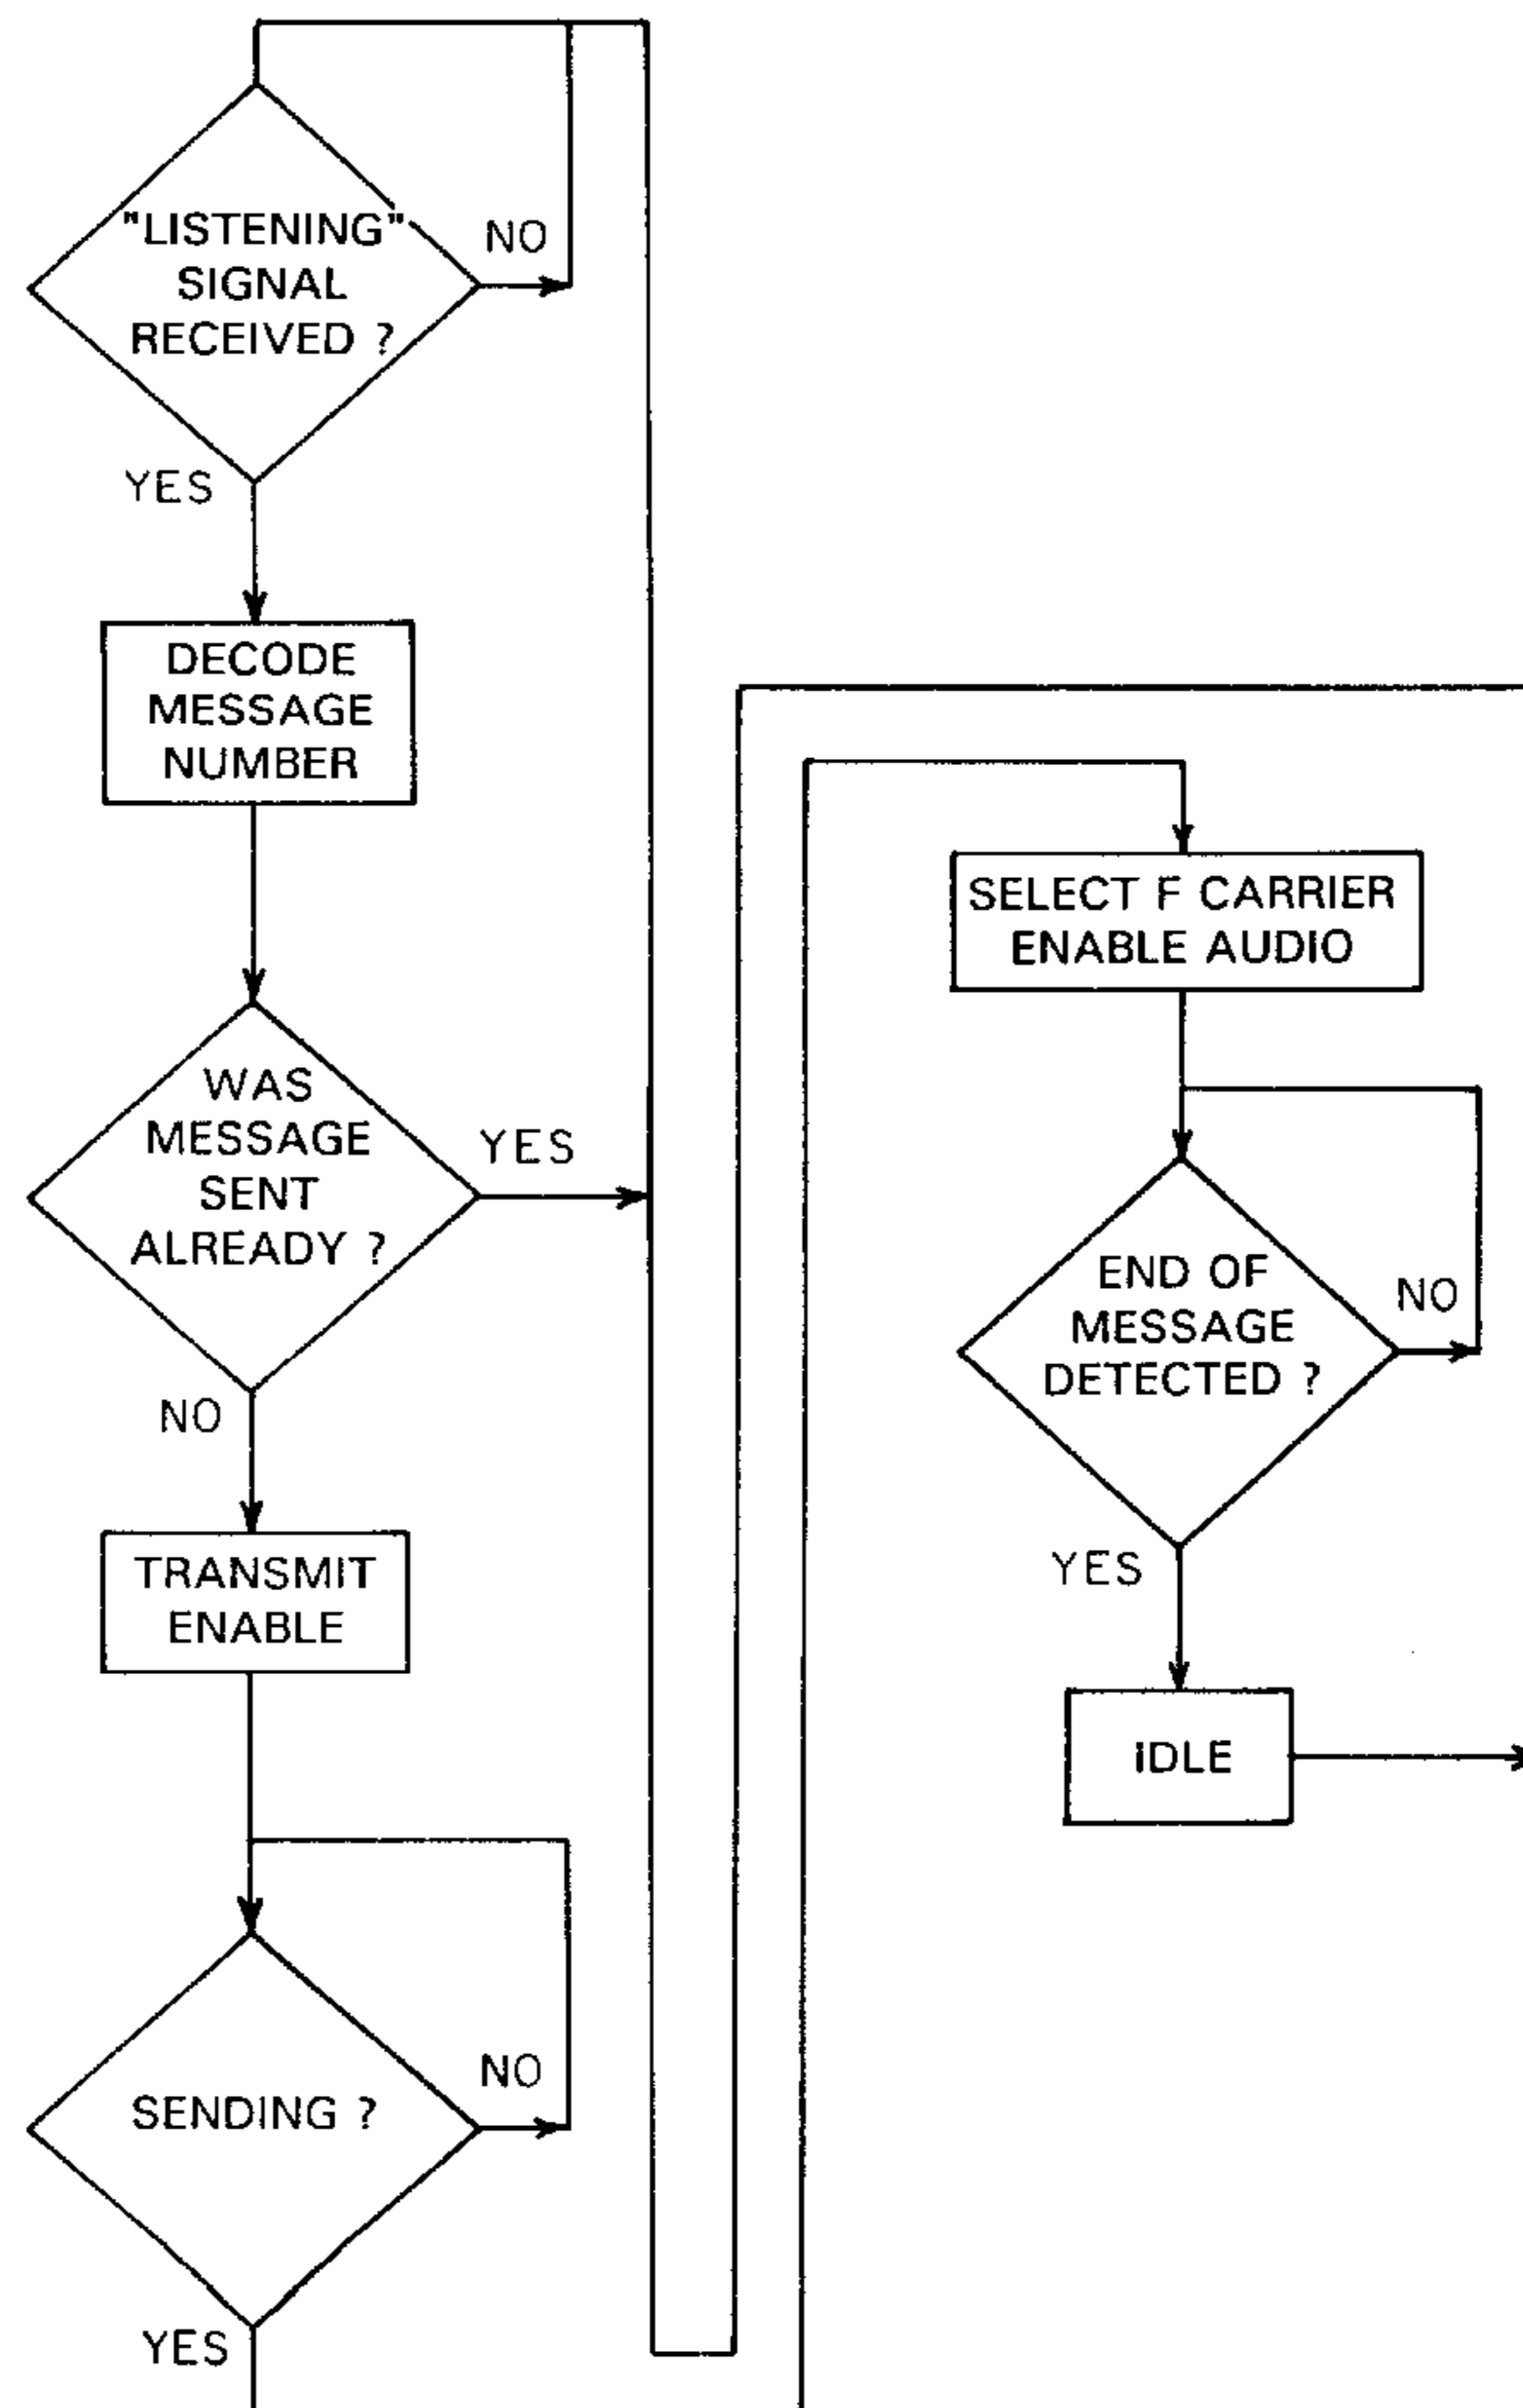 "LISTENING"
SIGNAL
RECEIVED ?
NO
YES
DECODE
MESSAGE
NUMBER
WAS
MESSAGE
SENT
ALREADY ?
YES
NO
TRANSMIT
ENABLE
SENDING ?
NO
YES
SELECT F CARRIER
ENABLE AUDIO
END OF
MESSAGE
DETECTED ?
NO
YES
IDLE